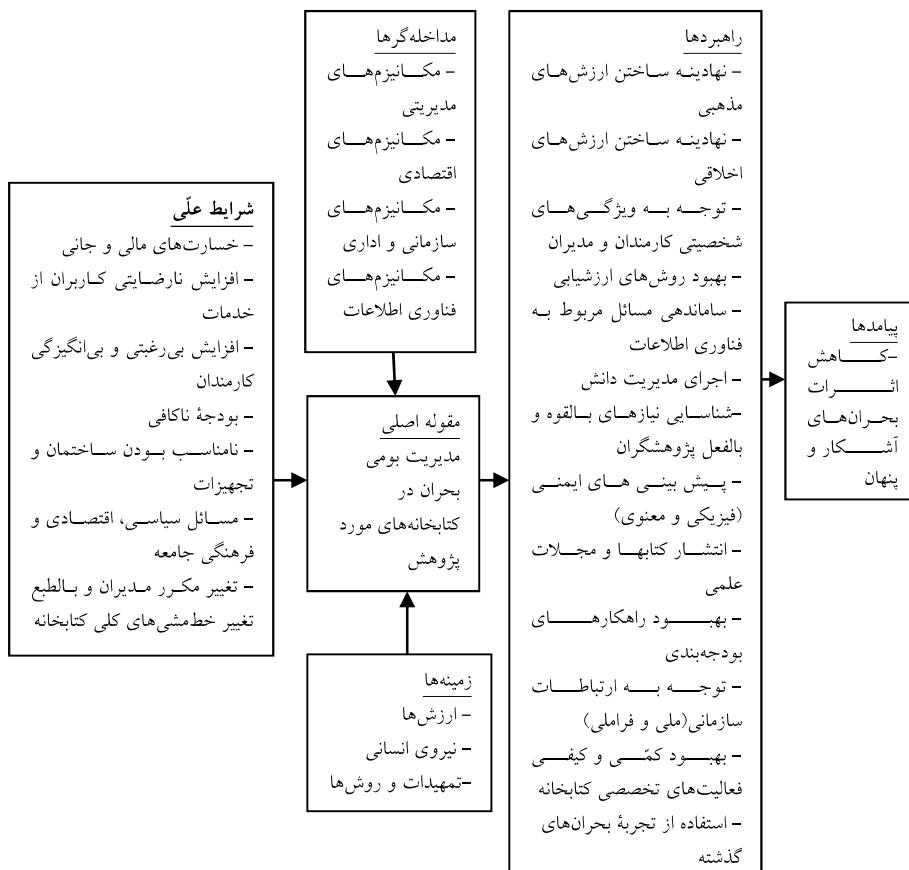 شرایط علّی
- خسارت‌های مالی و جانی
- افزایش نارضایتی کاربران از
خدمات
- افزایش بی‌رغبتی و بی‌انگیزگی
کارمندان
- بودجۀ ناکافی
- نامناسب بودن ساختمان و
تجهیزات
- مسائل سیاسی، اقتصادی و
فرهنگی جامعه
- تغییر مکرر مدیران و بالطبع
تغییر خط‌مشی‌های کلی کتابخانه
مداخله‌گرها
- مکانیزم‌های
مدیریتی
- مکانیزم‌های
اقتصادی
- مکانیزم‌های
سازمانی و اداری
- مکانیزم‌های
فناوری اطلاعات
مقوله اصلی
مدیریت بومی
بحران در
کتابخانه‌های مورد
پژوهش
زمینه‌ها
- ارزش‌ها
- نیروی انسانی
-تمهیدات و روش‌ها
راهبردها
- نهادینه ساختن ارزش‌های
مذهبی
- نهادینه ساختن ارزش‌های
اخلاقی
- توجه به ویژگی‌های
شخصیتی کارمندان و مدیران
- بهبود روش‌های ارزشیابی
- ساماندهی مسائل مربوط به
فناوری اطلاعات
- اجرای مدیریت دانش
-شناسایی نیازهای بالقوه و
بالفعل پژوهشگران
- پیش بینی های ایمنی
(فیزیکی و معنوی)
- انتشار کتابها و مجلات
علمی
- بهبود راهکارهای
بودجه‌بندی
- توجه به ارتباطات
سازمانی(ملی و فراملی)
- بهبود کمّی و کیفی
فعالیت‌های تخصصی کتابخانه
- استفاده از تجربۀ بحران‌های
گذشته
پیامدها
-کاهش
اثرات
بحران‌های
آشکار و
پنهان